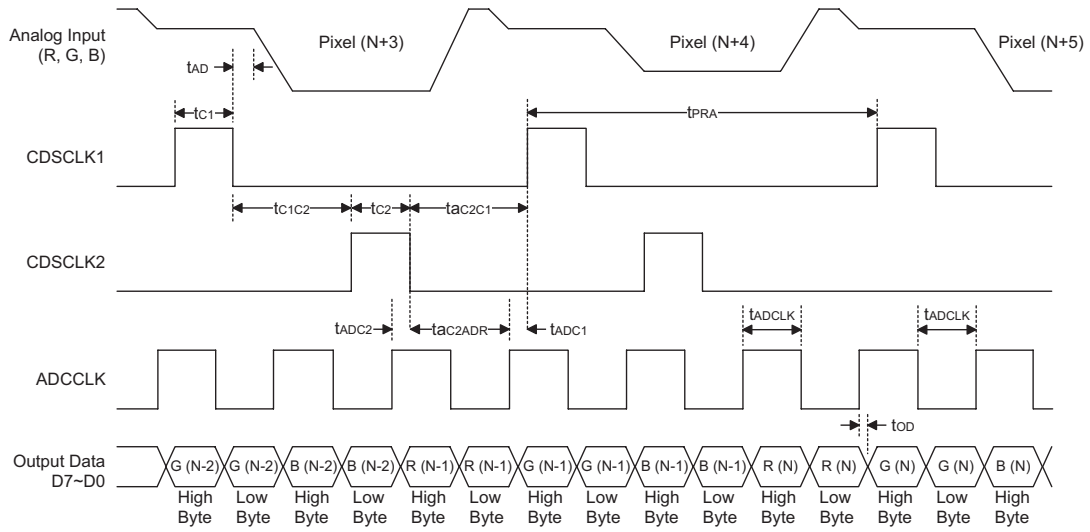 Analog Input
(R, G, B)
Pixel (N+3)
Pixel (N+4)
Pixel (N+5)
tAD
tC1
tPRA
CDSCLK1
tC1C2
tC2
taC2C1
CDSCLK2
tADC2
taC2ADR
tADC1
tADCLK
tADCLK
ADCCLK
tOD
Output Data
D7~D0
G (N-2) G (N-2) B (N-2) B (N-2) R (N-1) R (N-1) G (N-1) G (N-1) B (N-1) B (N-1) R (N) R (N) G (N) G (N) B (N)
High Low High Low High Low High Low High Low High Low High Low High
Byte Byte Byte Byte Byte Byte Byte Byte Byte Byte Byte Byte Byte Byte Byte